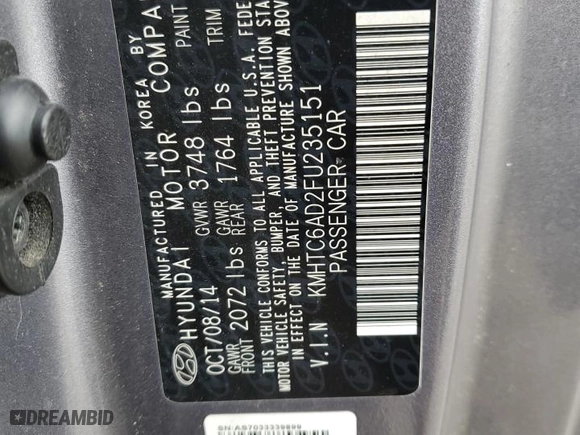 MANUFACTURED IN KOREA BY
HYUNDAI MOTOR COMPA
OCT/08/14 GVWR 3748 lbs PAINT
GAWR FRONT 2072 lbs GAWR REAR 1764 lbs TRIM
THIS VEHICLE CONFORMS TO ALL APPLICABLE U.S.A. FEDE
MOTOR VEHICLE SAFETY, BUMPER, AND THEFT PREVENTION STA
IN EFFECT ON THE DATE OF MANUFACTURE SHOWN ABOV
V.I.N KMHTC6AD2FU235151
PASSENGER CAR
DREAMBID